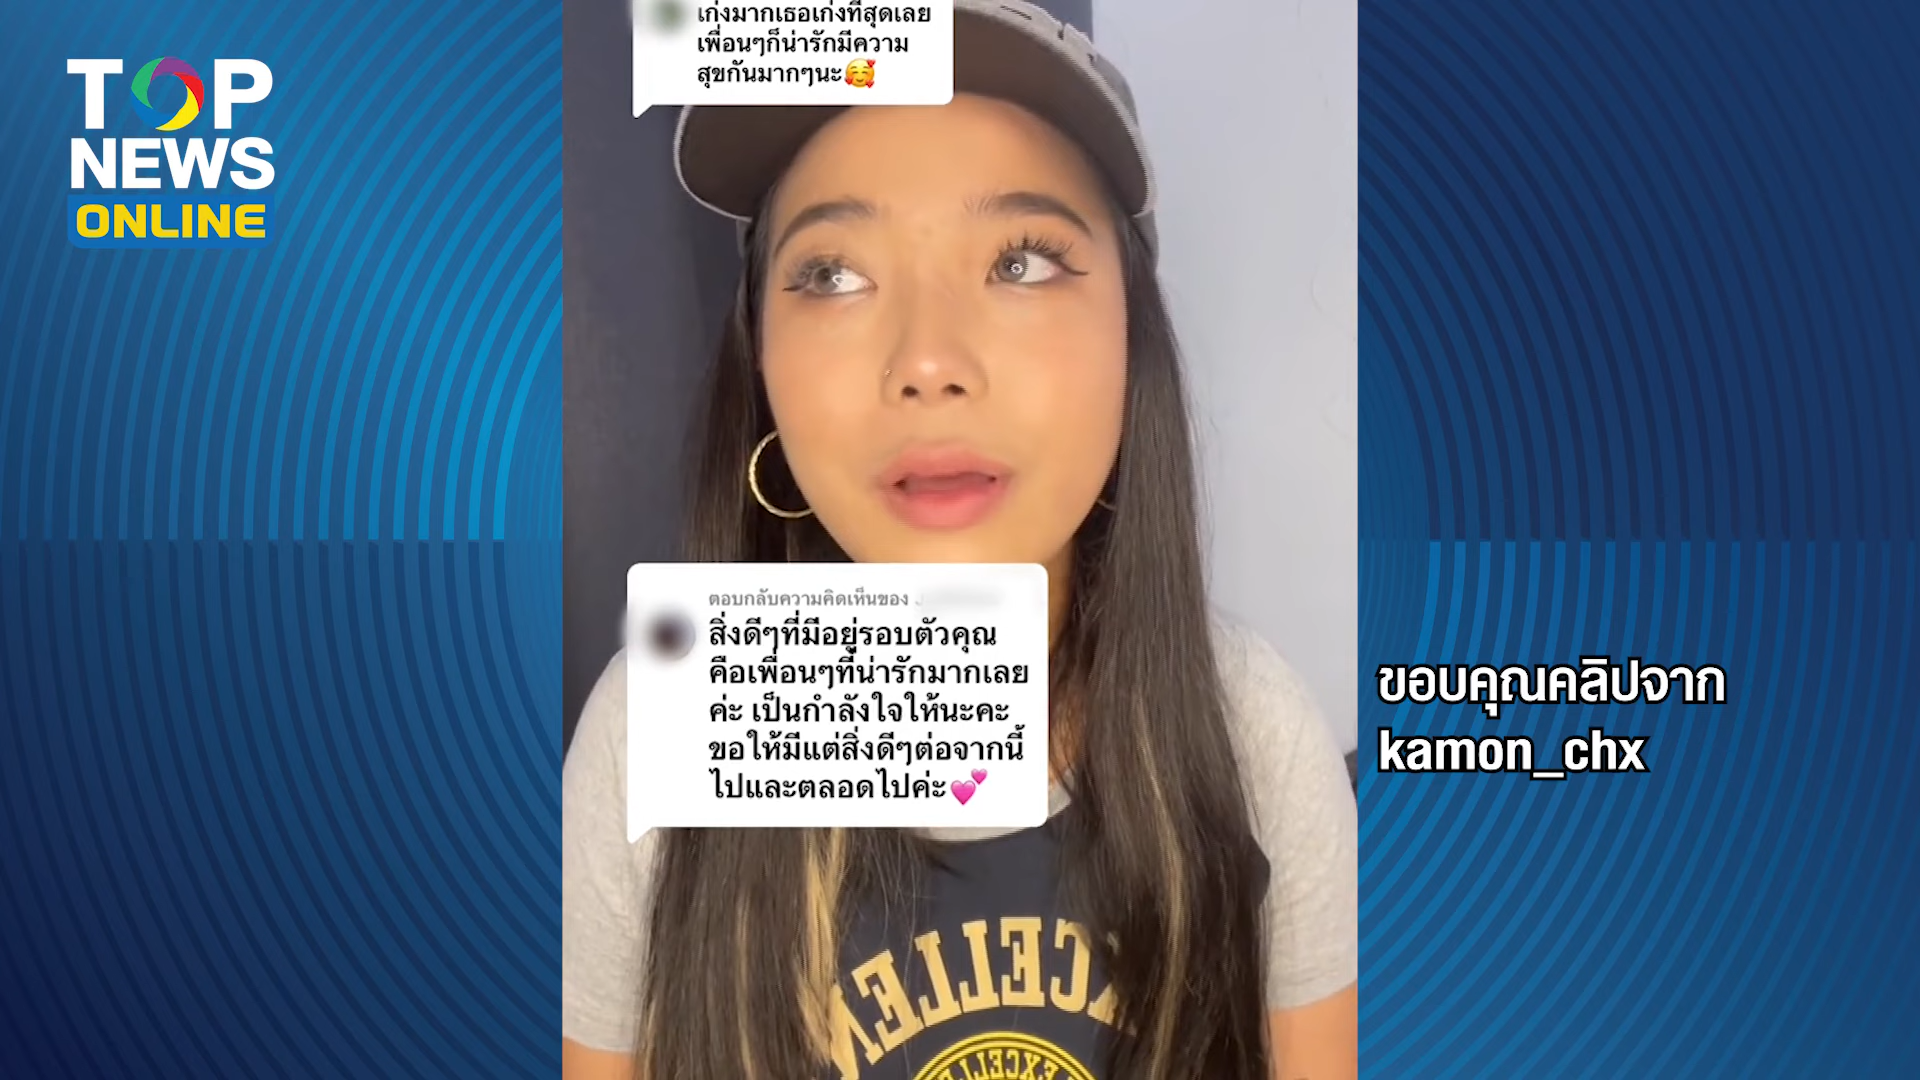 TOP
NEWS
ONLINE
เก่งมากเธอเก่งที่สุดเลย
เพื่อนๆก็น่ารักมีความ
สุขกันมากๆนะ🥰
ตอบกลับความคิดเห็นของ
สิ่งดีๆที่มีอยู่รอบตัวคุณ
คือเพื่อนๆที่น่ารักมากเลย
ค่ะ เป็นกำลังใจให้นะคะ
ขอให้มีแต่สิ่งดีๆต่อจากนี้
ไปและตลอดไปค่ะ💕
ขอบคุณคลิปจาก
kamon_chx
XCELLEN
EXCELLE